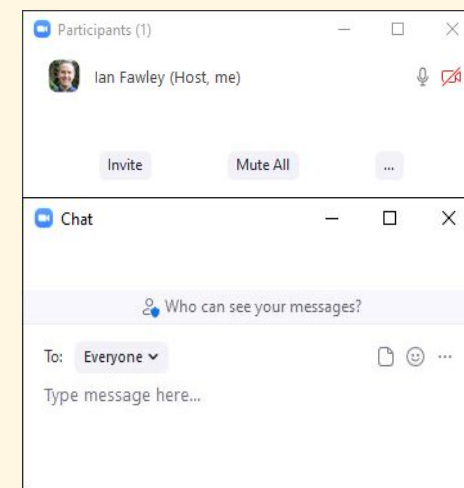 Participants (1)
Ian Fawley (Host, me)
Invite Mute All ...
Chat
Who can see your messages?
To: Everyone ...
Type message here...